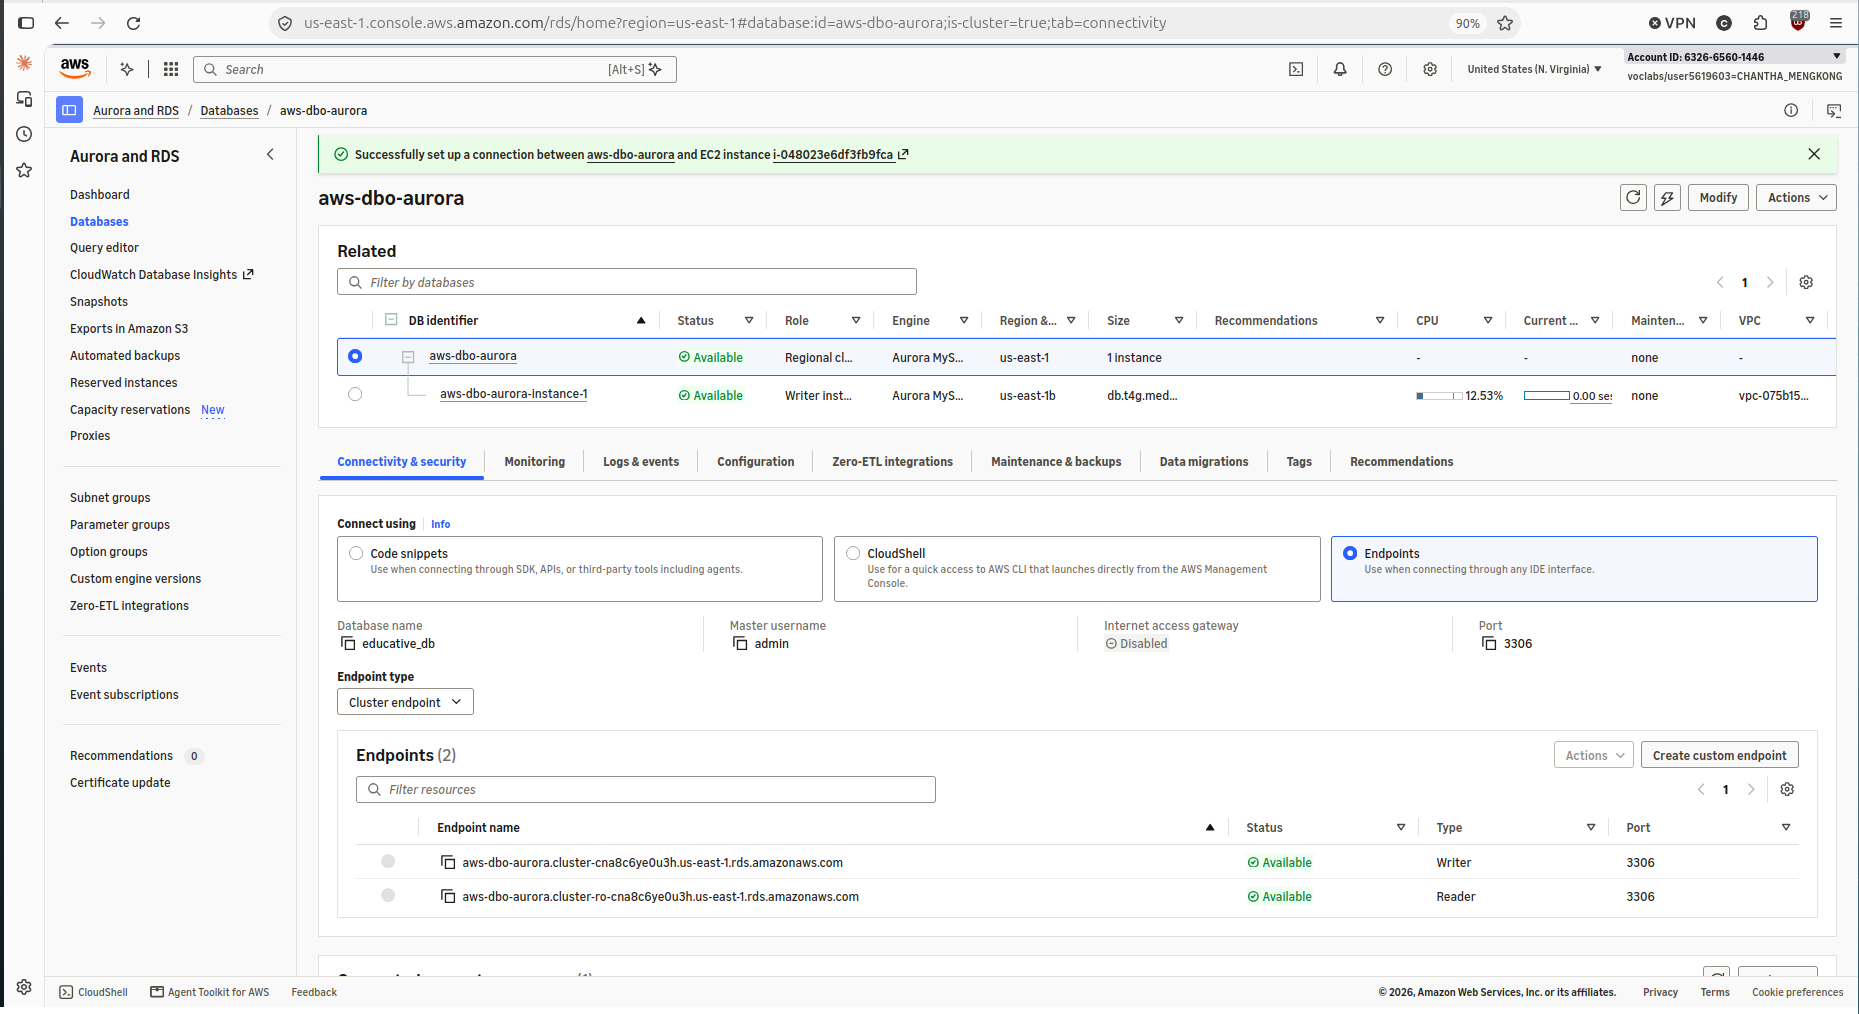 us-east-1.console.aws.amazon.com/rds/home?region=us-east-1#database:id=aws-dbo-aurora;is-cluster=true;tab=connectivity
90%
VPN
C
218
aws
Search
[Alt+S]
United States (N. Virginia)
Account ID: 6326-6560-1446
voclabs/user5619603=CHANTHA_MENGKONG
Aurora and RDS / Databases / aws-dbo-aurora
Aurora and RDS
Dashboard
Databases
Query editor
CloudWatch Database Insights
Snapshots
Exports in Amazon S3
Automated backups
Reserved instances
Capacity reservations New
Proxies
Subnet groups
Parameter groups
Option groups
Custom engine versions
Zero-ETL integrations
Events
Event subscriptions
Recommendations 0
Certificate update
Successfully set up a connection between aws-dbo-aurora and EC2 instance i-048023e6df3fb9fca
aws-dbo-aurora
Modify
Actions
Related
Filter by databases
1
DB identifier Status Role Engine Region &... Size Recommendations CPU Current ... Mainten... VPC
aws-dbo-aurora Available Regional cl... Aurora MyS... us-east-1 1 instance - - none -
aws-dbo-aurora-instance-1 Available Writer inst... Aurora MyS... us-east-1b db.t4g.med... 12.53% 0.00 ses none vpc-075b15...
Connectivity & security Monitoring Logs & events Configuration Zero-ETL integrations Maintenance & backups Data migrations Tags Recommendations
Connect using Info
Code snippets
Use when connecting through SDK, APIs, or third-party tools including agents.
CloudShell
Use for a quick access to AWS CLI that launches directly from the AWS Management
Console.
Endpoints
Use when connecting through any IDE interface.
Database name
educative_db
Master username
admin
Internet access gateway
Disabled
Port
3306
Endpoint type
Cluster endpoint
Endpoints (2)
Actions
Create custom endpoint
Filter resources
1
Endpoint name Status Type Port
aws-dbo-aurora.cluster-cna8c6ye0u3h.us-east-1.rds.amazonaws.com Available Writer 3306
aws-dbo-aurora.cluster-ro-cna8c6ye0u3h.us-east-1.rds.amazonaws.com Available Reader 3306
CloudShell
Agent Toolkit for AWS
Feedback
© 2026, Amazon Web Services, Inc. or its affiliates.
Privacy
Terms
Cookie preferences